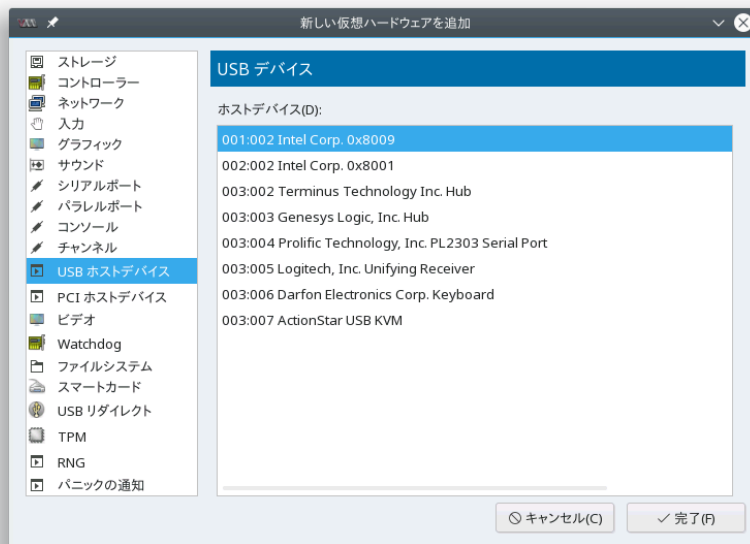 新しい仮想ハードウェアを追加
ストレージ
コントローラー
ネットワーク
入力
グラフィック
サウンド
シリアルポート
パラレルポート
コンソール
チャンネル
USB ホストデバイス
PCI ホストデバイス
ビデオ
Watchdog
ファイルシステム
スマートカード
USB リダイレクト
TPM
RNG
パニックの通知
USB デバイス
ホストデバイス(D):
001:002 Intel Corp. 0x8009
002:002 Intel Corp. 0x8001
003:002 Terminus Technology Inc. Hub
003:003 Genesys Logic, Inc. Hub
003:004 Prolific Technology, Inc. PL2303 Serial Port
003:005 Logitech, Inc. Unifying Receiver
003:006 Darfon Electronics Corp. Keyboard
003:007 ActionStar USB KVM
キャンセル(C)
完了(F)